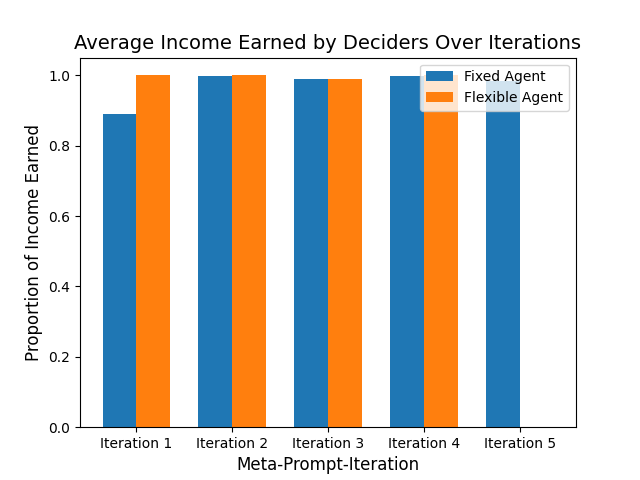 Average Income Earned by Deciders Over Iterations
Fixed Agent
Flexible Agent
1.0
0.8
0.6
0.4
0.2
0.0
Proportion of Income Earned
Iteration 1
Iteration 2
Iteration 3
Iteration 4
Iteration 5
Meta-Prompt-Iteration